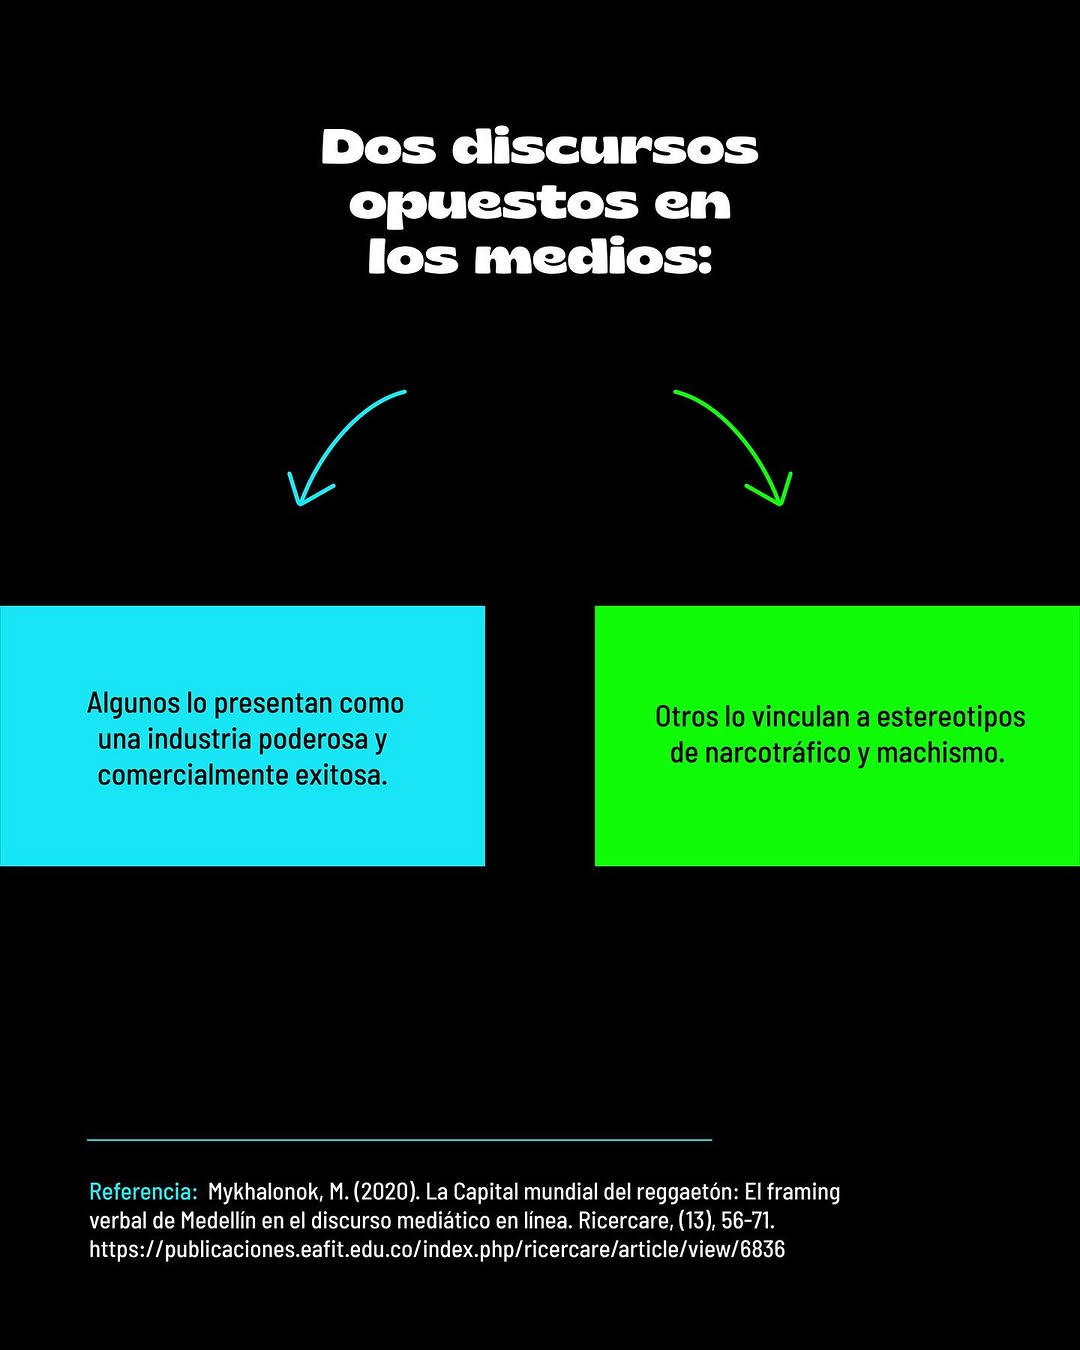 Dos discursos
opuestos en
los medios:
Algunos lo presentan como
una industria poderosa y
comercialmente exitosa.
Otros lo vinculan a estereotipos
de narcotráfico y machismo.
Referencia: Mykhalonok, M. (2020). La Capital mundial del reggaetón: El framing
verbal de Medellín en el discurso mediático en línea. Ricercare, (13), 56-71.
https://publicaciones.eafit.edu.co/index.php/ricercare/article/view/6836